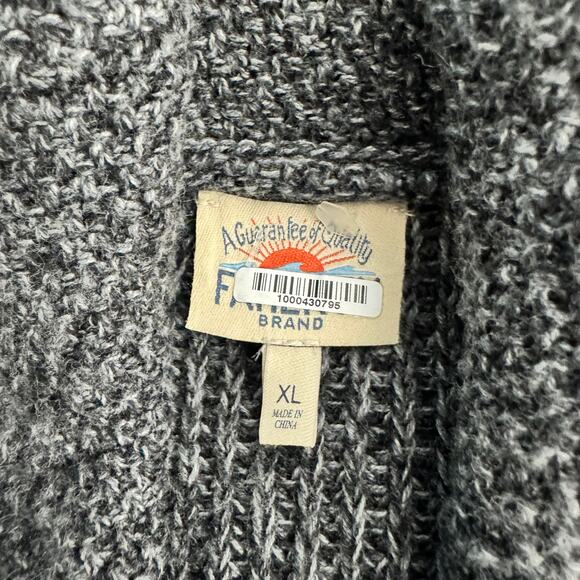 A Guarantee of Quality
1000430795
BRAND
XL
MADE IN
CHINA